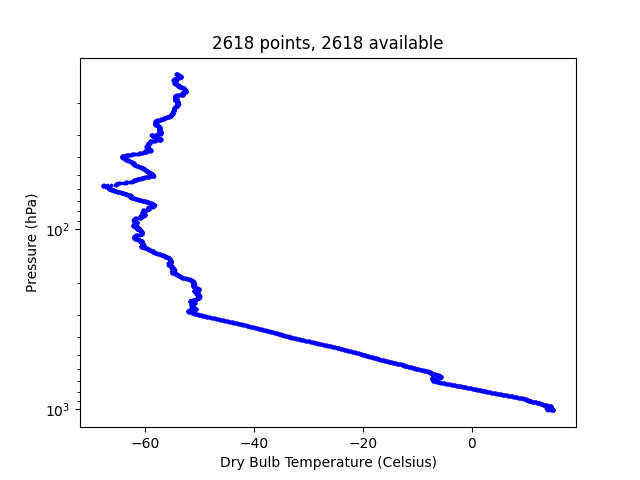 2618 points, 2618 available
Pressure (hPa)
10²
10³
−60
−40
−20
0
Dry Bulb Temperature (Celsius)